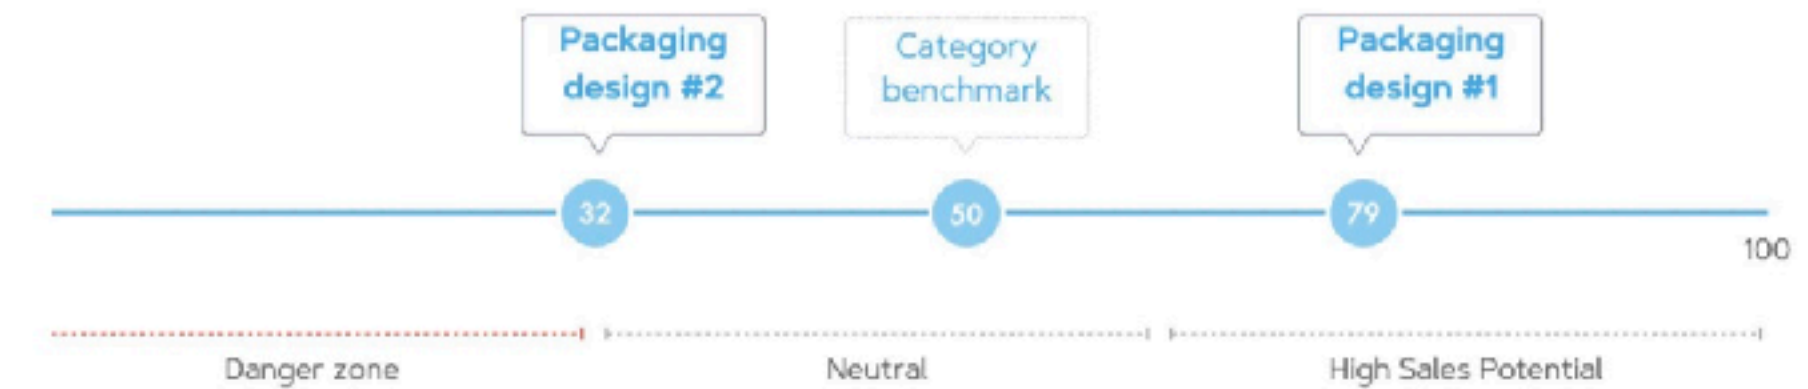 Packaging
design #2
Category
benchmark
Packaging
design #1
32
50
79
100
Danger zone
Neutral
High Sales Potential